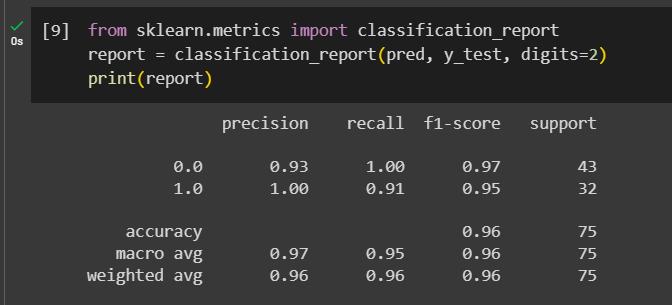 [9] from sklearn.metrics import classification_report
report = classification_report(pred, y_test, digits=2)
print(report)
0s
precision recall f1-score support
0.0 0.93 1.00 0.97 43
1.0 1.00 0.91 0.95 32
accuracy 0.96 75
macro avg 0.97 0.95 0.96 75
weighted avg 0.96 0.96 0.96 75